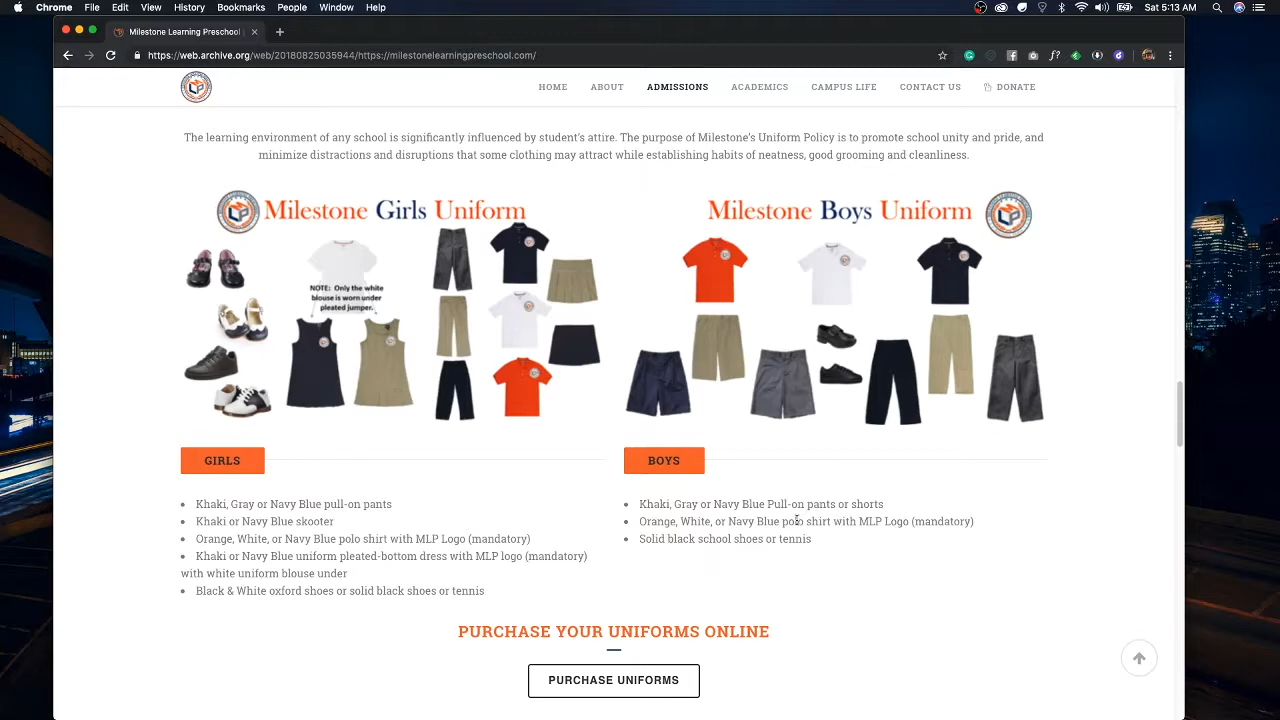 Chrome File Edit View History Bookmarks People Window Help
100% Sat 5:13 PM
Milestone Learning Preschool
https://web.archive.org/web/20180825035944/https://milestonelearningpreschool.com/
HOME ABOUT ADMISSIONS ACADEMICS CAMPUS LIFE CONTACT US DONATE
The learning environment of any school is significantly influenced by student's attire. The purpose of Milestone's Uniform Policy is to promote school unity and pride, and
minimize distractions and disruptions that some clothing may attract while establishing habits of neatness, good grooming and cleanliness.
Milestone Girls Uniform
NOTE: Only the white
blouse is worn under
pleated jumper.
Milestone Boys Uniform
GIRLS
• Khaki, Gray or Navy Blue pull-on pants
• Khaki or Navy Blue skooter
• Orange, White, or Navy Blue polo shirt with MLP Logo (mandatory)
• Khaki or Navy Blue uniform pleated-bottom dress with MLP logo (mandatory)
with white uniform blouse under
• Black & White oxford shoes or solid black shoes or tennis
BOYS
• Khaki, Gray or Navy Blue Pull-on pants or shorts
• Orange, White, or Navy Blue polo shirt with MLP Logo (mandatory)
• Solid black school shoes or tennis
PURCHASE YOUR UNIFORMS ONLINE
PURCHASE UNIFORMS